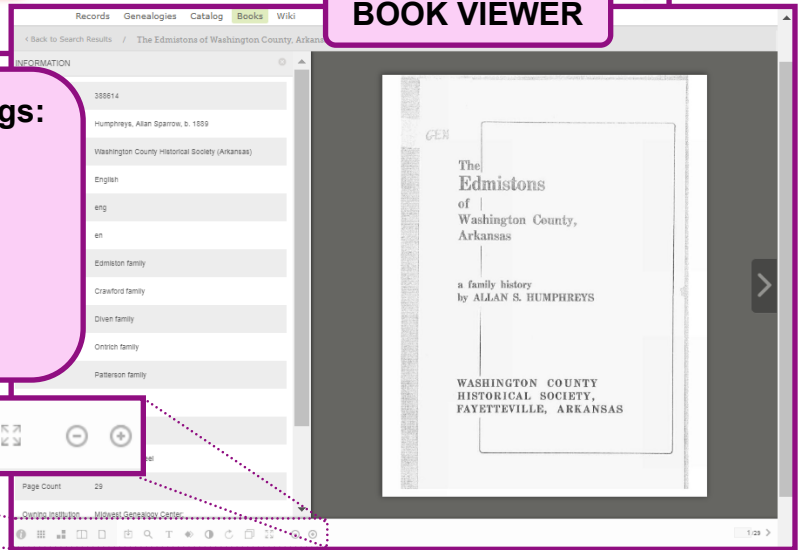 Records Genealogies Catalog Books Wiki
BOOK VIEWER
< Back to Search Results / The Edmistons of Washington County, Arkans
INFORMATION
gs:
388614
Humphreys, Allan Sparrow, b. 1889
Washington County Historical Society (Arkansas)
English
eng
en
Edmiston family
Crawford family
Diven family
Ontrich family
Patterson family
Page Count 29
Owning Institution Midwest Genealogy Center;
GEN
The
Edmistons
of
Washington County,
Arkansas
a family history
by ALLAN S. HUMPHREYS
WASHINGTON COUNTY
HISTORICAL SOCIETY,
FAYETTEVILLE, ARKANSAS
T
1/29 >